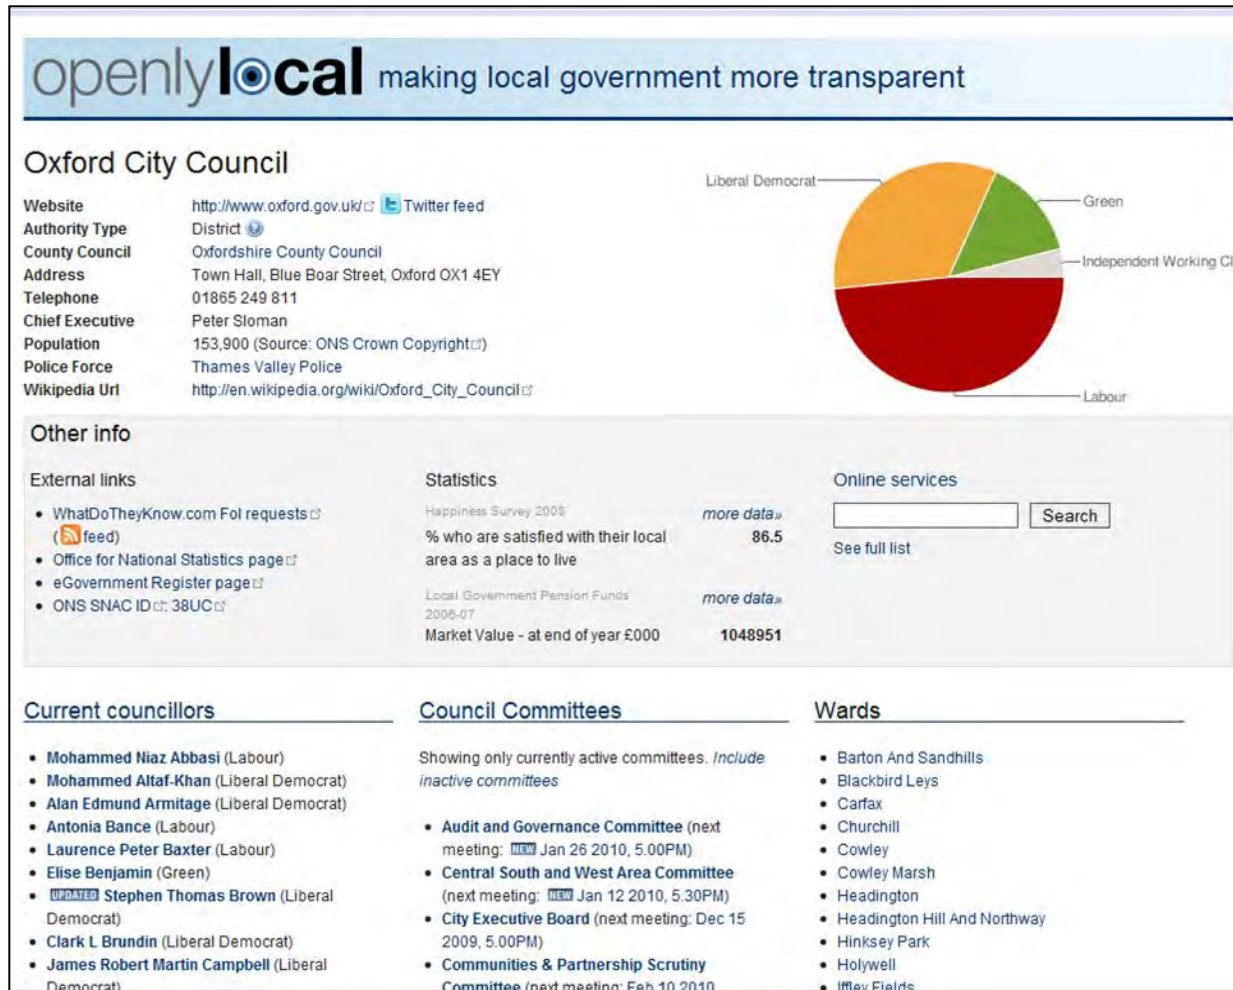 openlylocal making local government more transparent
Oxford City Council
Website http://www.oxford.gov.uk/ Twitter feed
Authority Type District
County Council Oxfordshire County Council
Address Town Hall, Blue Boar Street, Oxford OX1 4EY
Telephone 01865 249 811
Chief Executive Peter Sloman
Population 153,900 (Source: ONS Crown Copyright)
Police Force Thames Valley Police
Wikipedia Url http://en.wikipedia.org/wiki/Oxford_City_Council
Liberal Democrat
Green
Independent Working Cl
Labour
Other info
External links
WhatDoTheyKnow.com FoI requests
(feed)
Office for National Statistics page
eGovernment Register page
ONS SNAC ID: 38UC
Statistics
Happiness Survey 2008 more data»
% who are satisfied with their local 86.5
area as a place to live
Local Government Pension Funds more data»
2006-07
Market Value - at end of year £000 1048951
Online services
Search
See full list
Current councillors
Mohammed Niaz Abbasi (Labour)
Mohammed Altaf-Khan (Liberal Democrat)
Alan Edmund Armitage (Liberal Democrat)
Antonia Bance (Labour)
Laurence Peter Baxter (Labour)
Elise Benjamin (Green)
UPDATED Stephen Thomas Brown (Liberal
Democrat)
Clark L Brundin (Liberal Democrat)
James Robert Martin Campbell (Liberal
Democrat)
Council Committees
Showing only currently active committees. Include
inactive committees
Audit and Governance Committee (next
meeting: NEW Jan 26 2010, 5.00PM)
Central South and West Area Committee
(next meeting: NEW Jan 12 2010, 5.30PM)
City Executive Board (next meeting: Dec 15
2009, 5.00PM)
Communities & Partnership Scrutiny
Committee (next meeting: Feb 10 2010
Wards
Barton And Sandhills
Blackbird Leys
Carfax
Churchill
Cowley
Cowley Marsh
Headington
Headington Hill And Northway
Hinksey Park
Holywell
Iffley Fields